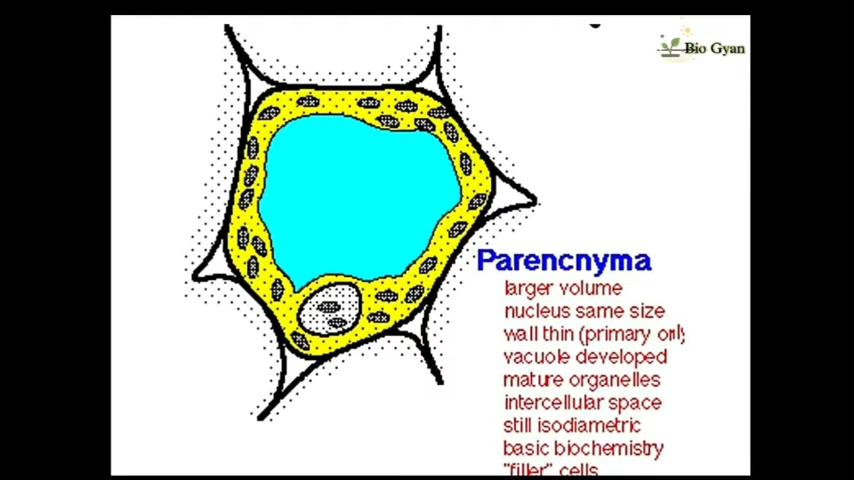 Bio Gyan
Parencnyma
larger volume
nucleus same size
wall thin (primary onl
vacuole developed
mature organelles
intercellular space
still isodiametric
basic biochemistry
"filler" cells